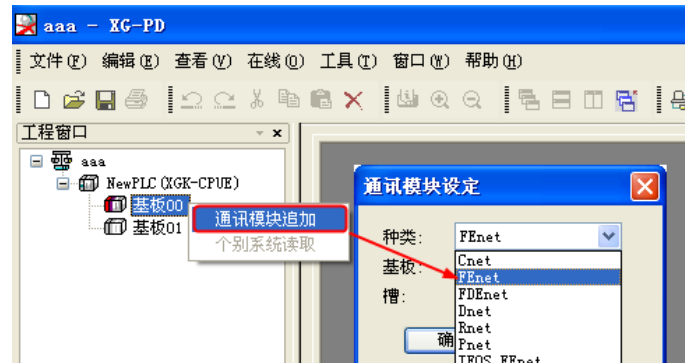 aaa - XG-PD
文件(F) 编辑(E) 查看(V) 在线(O) 工具(T) 窗口(W) 帮助(H)
工程窗口
aaa
NewPLC(XGK-CPUE)
基板00
基板01
通讯模块追加
个别系统读取
通讯模块设定
种类: FEnet
基板:
槽:
Cnet
FEnet
FDEnet
Dnet
Rnet
Pnet
IFOS FEnet
确